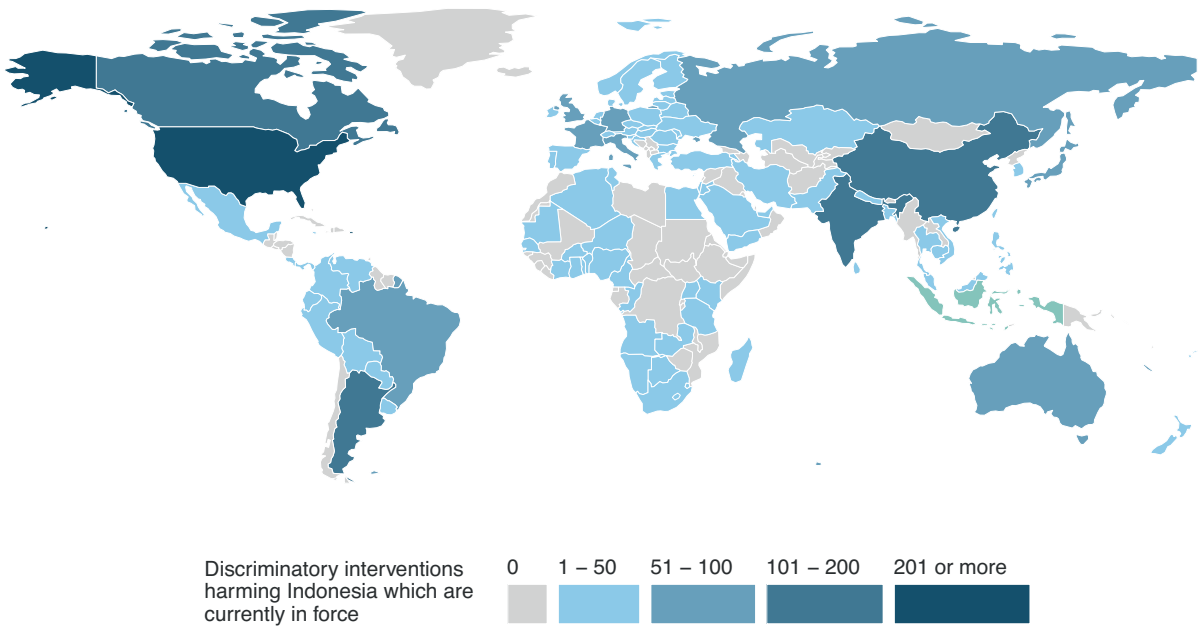 Discriminatory interventions
harming Indonesia which are
currently in force
0
1 – 50
51 – 100
101 – 200
201 or more